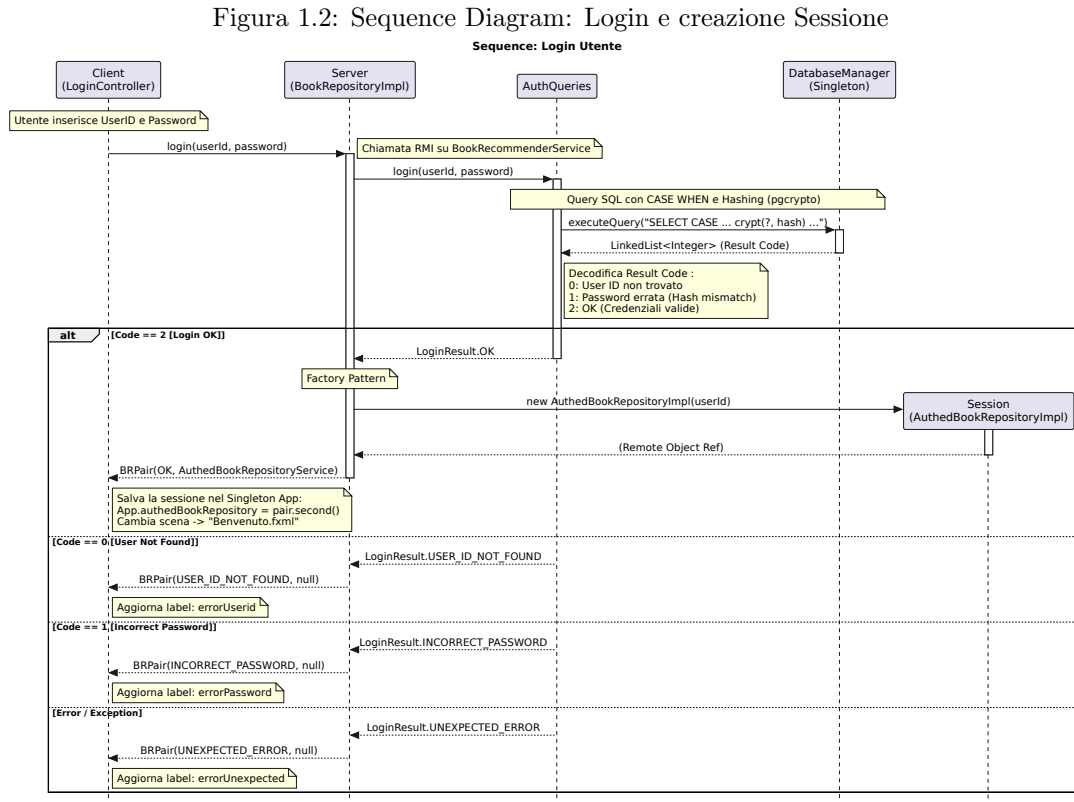 Figura 1.2: Sequence Diagram: Login e creazione Sessione
Sequence: Login Utente
Client
(LoginController)
Server
(BookRepositoryImpl)
AuthQueries
DatabaseManager
(Singleton)
Utente inserisce UserID e Password
login(userId, password)
Chiamata RMI su BookRecommenderService
login(userId, password)
Query SQL con CASE WHEN e Hashing (pgcrypto)
executeQuery("SELECT CASE ... crypt(?, hash) ...")
LinkedList<Integer> (Result Code)
Decodifica Result Code :
0: User ID non trovato
1: Password errata (Hash mismatch)
2: OK (Credenziali valide)
alt
[Code == 2 [Login OK]]
LoginResult.OK
Factory Pattern
new AuthedBookRepositoryImpl(userId)
Session
(AuthedBookRepositoryImpl)
(Remote Object Ref)
BRPair(OK, AuthedBookRepositoryService)
Salva la sessione nel Singleton App:
App.authedBookRepository = pair.second()
Cambia scena -> "Benvenuto.fxml"
[Code == 0 [User Not Found]]
LoginResult.USER_ID_NOT_FOUND
BRPair(USER_ID_NOT_FOUND, null)
Aggiorna label: errorUserid
[Code == 1 [Incorrect Password]]
LoginResult.INCORRECT_PASSWORD
BRPair(INCORRECT_PASSWORD, null)
Aggiorna label: errorPassword
[Error / Exception]
LoginResult.UNEXPECTED_ERROR
BRPair(UNEXPECTED_ERROR, null)
Aggiorna label: errorUnexpected